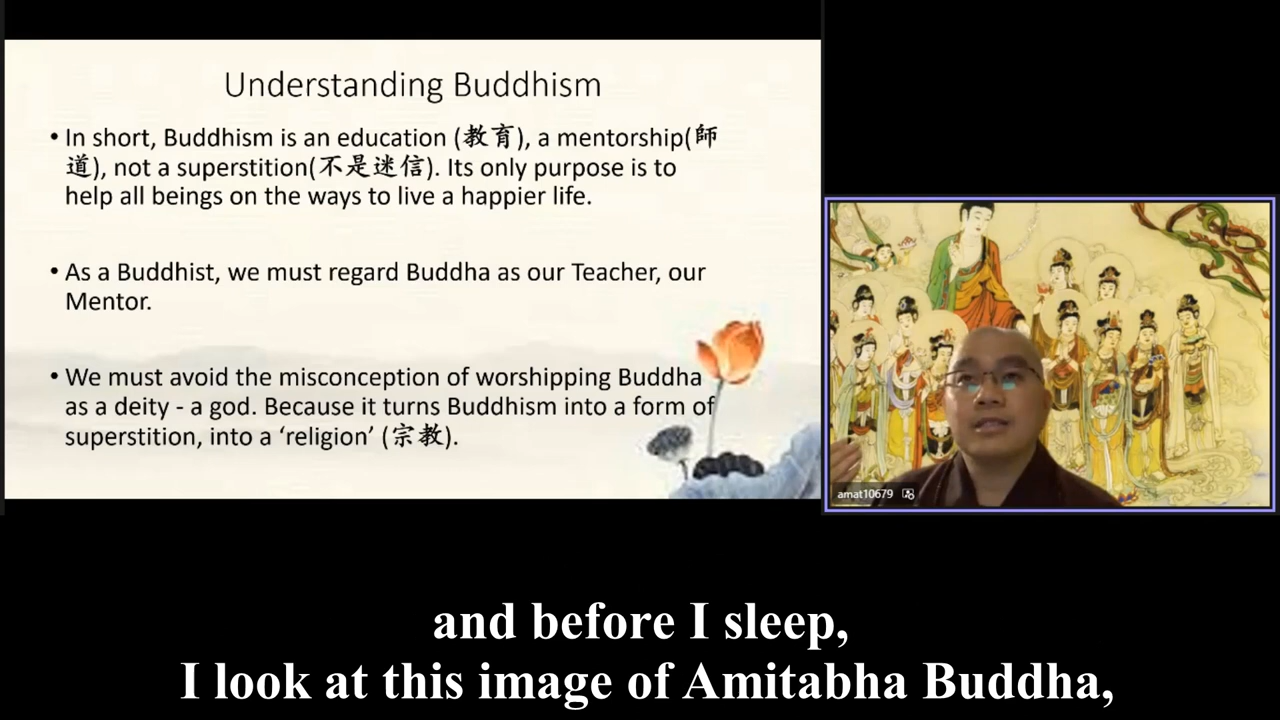 Understanding Buddhism
• In short, Buddhism is an education (教育), a mentorship(師
道), not a superstition(不是迷信). Its only purpose is to
help all beings on the ways to live a happier life.
• As a Buddhist, we must regard Buddha as our Teacher, our
Mentor.
• We must avoid the misconception of worshipping Buddha
as a deity - a god. Because it turns Buddhism into a form of
superstition, into a ‘religion’ (宗教).
amat10679
and before I sleep,
I look at this image of Amitabha Buddha,